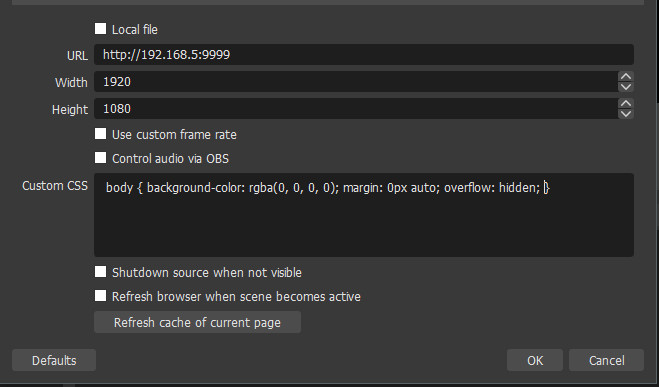 Local file
URL http://192.168.5:9999
Width 1920
Height 1080
Use custom frame rate
Control audio via OBS
Custom CSS body { background-color: rgba(0, 0, 0, 0); margin: 0px auto; overflow: hidden; }
Shutdown source when not visible
Refresh browser when scene becomes active
Refresh cache of current page
Defaults OK Cancel